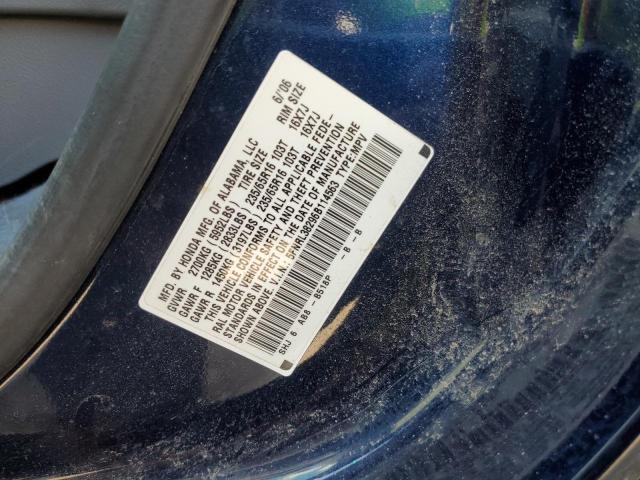 MFD. BY HONDA MFG. OF ALABAMA, LLC 6/06
GVWR 2700KG (5952LBS) TIRE SIZE RIM SIZE
GAWR F 1285KG (2833LBS) 235/65R16 103T 16X7J
GAWR R 1450KG (3197LBS) 235/65R16 103T 16X7J
THIS VEHICLE CONFORMS TO ALL APPLICABLE FEDE-
RAL MOTOR VEHICLE SAFETY AND THEFT PREVENTION
STANDARDS IN EFFECT ON THE DATE OF MANUFACTURE
SHOWN ABOVE. V.I.N.: 5FNRL38296B114563 TYPE:MPV
SHJ 6 A88 - B518P - B - B